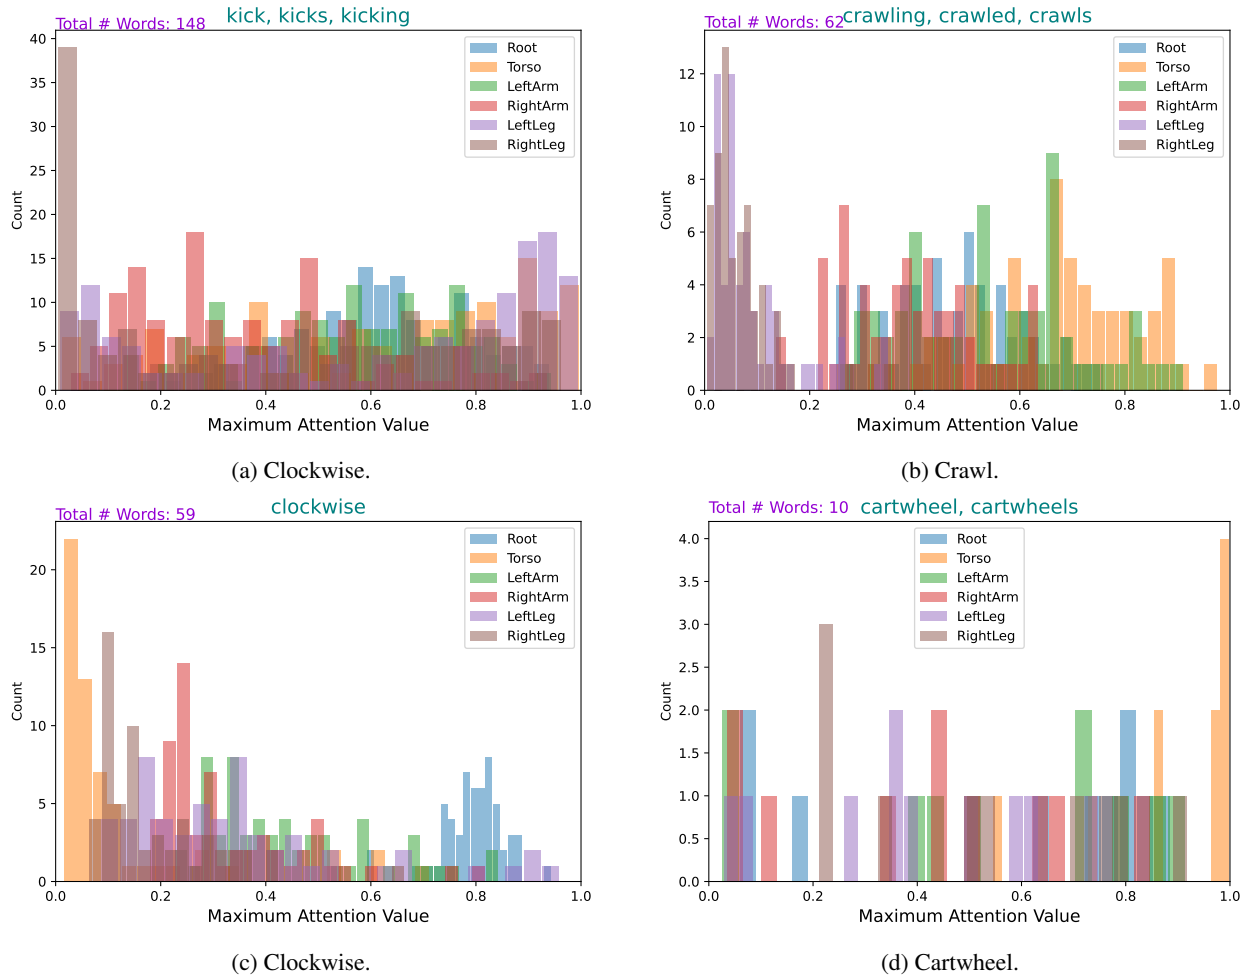 Total # Words: 148
kick, kicks, kicking
40
35
30
25
20
15
10
5
0
Count
Root
Torso
LeftArm
RightArm
LeftLeg
RightLeg
0.0 0.2 0.4 0.6 0.8 1.0
Maximum Attention Value
(a) Clockwise.
Total # Words: 62
crawling, crawled, crawls
12
10
8
6
4
2
0
Count
Root
Torso
LeftArm
RightArm
LeftLeg
RightLeg
0.0 0.2 0.4 0.6 0.8 1.0
Maximum Attention Value
(b) Crawl.
Total # Words: 59
clockwise
20
15
10
5
0
Count
Root
Torso
LeftArm
RightArm
LeftLeg
RightLeg
0.0 0.2 0.4 0.6 0.8 1.0
Maximum Attention Value
(c) Clockwise.
Total # Words: 10
cartwheel, cartwheels
4.0
3.5
3.0
2.5
2.0
1.5
1.0
0.5
0.0
Count
Root
Torso
LeftArm
RightArm
LeftLeg
RightLeg
0.0 0.2 0.4 0.6 0.8 1.0
Maximum Attention Value
(d) Cartwheel.